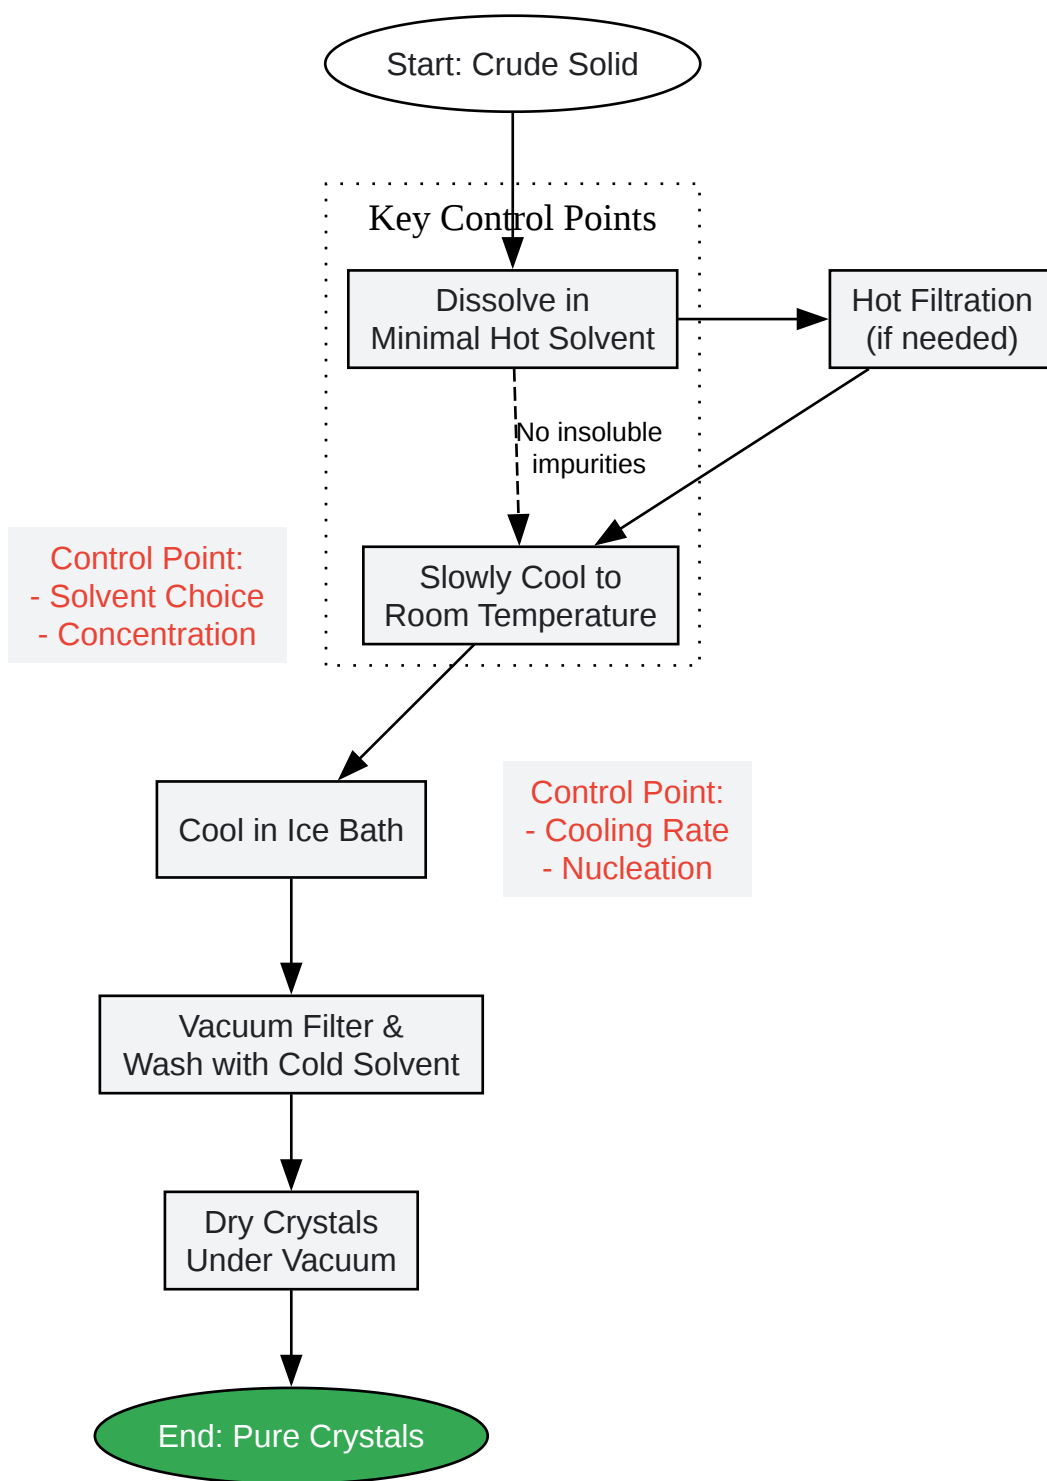 Start: Crude Solid
Key Control Points
Dissolve in
Minimal Hot Solvent
Hot Filtration
(if needed)
No insoluble
impurities
Slowly Cool to
Room Temperature
Control Point:
- Solvent Choice
- Concentration
Cool in Ice Bath
Control Point:
- Cooling Rate
- Nucleation
Vacuum Filter &
Wash with Cold Solvent
Dry Crystals
Under Vacuum
End: Pure Crystals